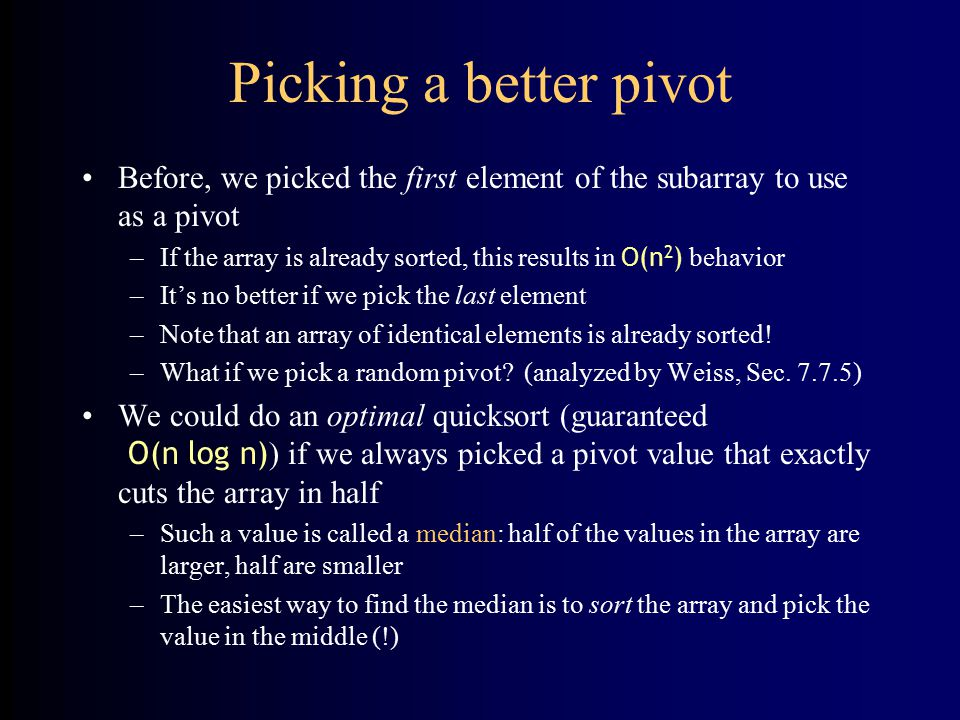 Picking a better pivot
• Before, we picked the first element of the subarray to use
as a pivot
– If the array is already sorted, this results in O(n²) behavior
– It’s no better if we pick the last element
– Note that an array of identical elements is already sorted!
– What if we pick a random pivot? (analyzed by Weiss, Sec. 7.7.5)
• We could do an optimal quicksort (guaranteed
O(n log n)) if we always picked a pivot value that exactly
cuts the array in half
– Such a value is called a median: half of the values in the array are
larger, half are smaller
– The easiest way to find the median is to sort the array and pick the
value in the middle (!)